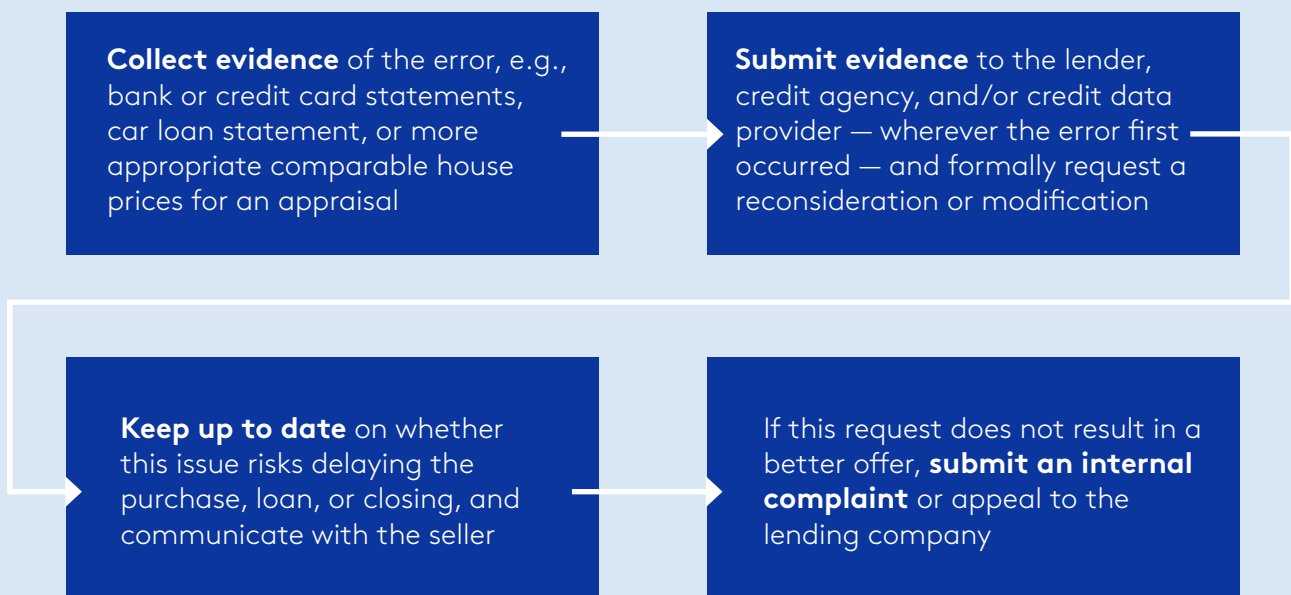 Collect evidence of the error, e.g.,
bank or credit card statements,
car loan statement, or more
appropriate comparable house
prices for an appraisal
Submit evidence to the lender,
credit agency, and/or credit data
provider — wherever the error first
occurred — and formally request a
reconsideration or modification
Keep up to date on whether
this issue risks delaying the
purchase, loan, or closing, and
communicate with the seller
If this request does not result in a
better offer, submit an internal
complaint or appeal to the
lending company